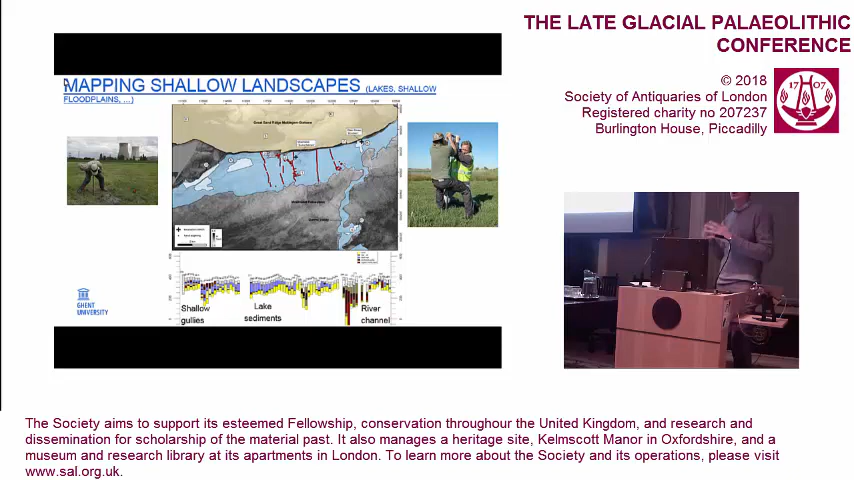 THE LATE GLACIAL PALAEOLITHIC
CONFERENCE
© 2018
Society of Antiquaries of London
Registered charity no 207237
Burlington House, Piccadilly
17 07
MAPPING SHALLOW LANDSCAPES (LAKES, SHALLOW
FLOODPLAINS, ...)
Shallow
gullies
Lake
sediments
River
channel
GHENT
UNIVERSITY
The Society aims to support its esteemed Fellowship, conservation throughour the United Kingdom, and research and
dissemination for scholarship of the material past. It also manages a heritage site, Kelmscott Manor in Oxfordshire, and a
museum and research library at its apartments in London. To learn more about the Society and its operations, please visit
www.sal.org.uk.